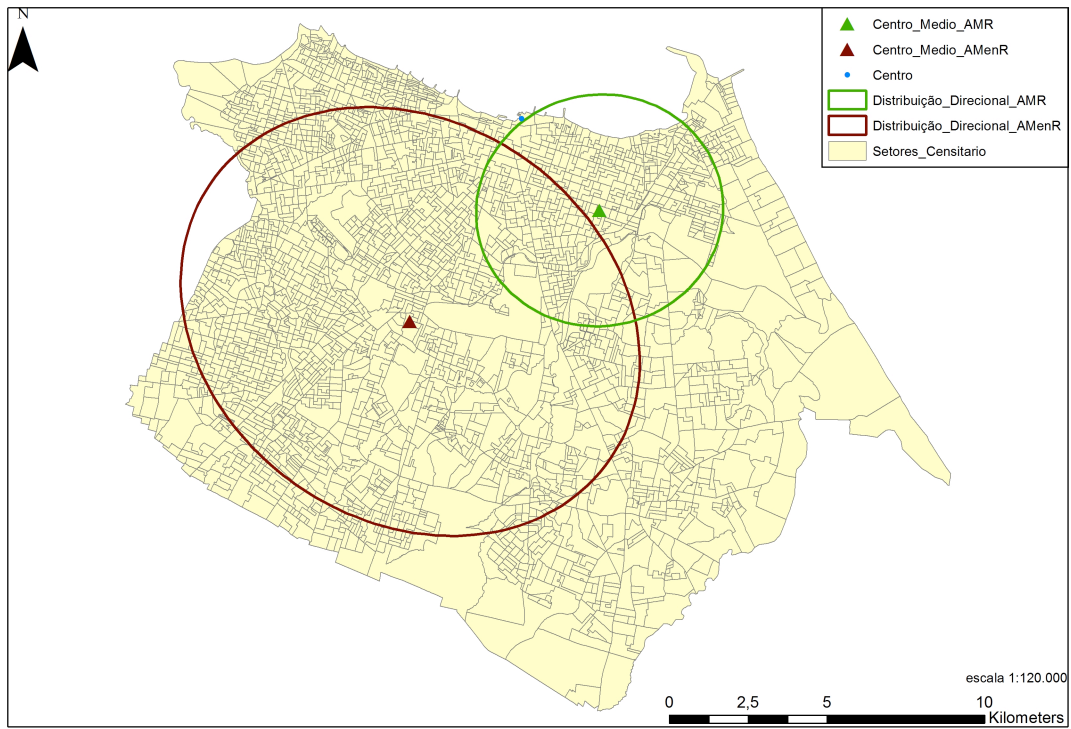 N
Centro_Medio_AMR
Centro_Medio_AMenR
Centro
Distribuição_Direcional_AMR
Distribuição_Direcional_AMenR
Setores_Censitario
escala 1:120.000
0 2,5 5 10
Kilometers